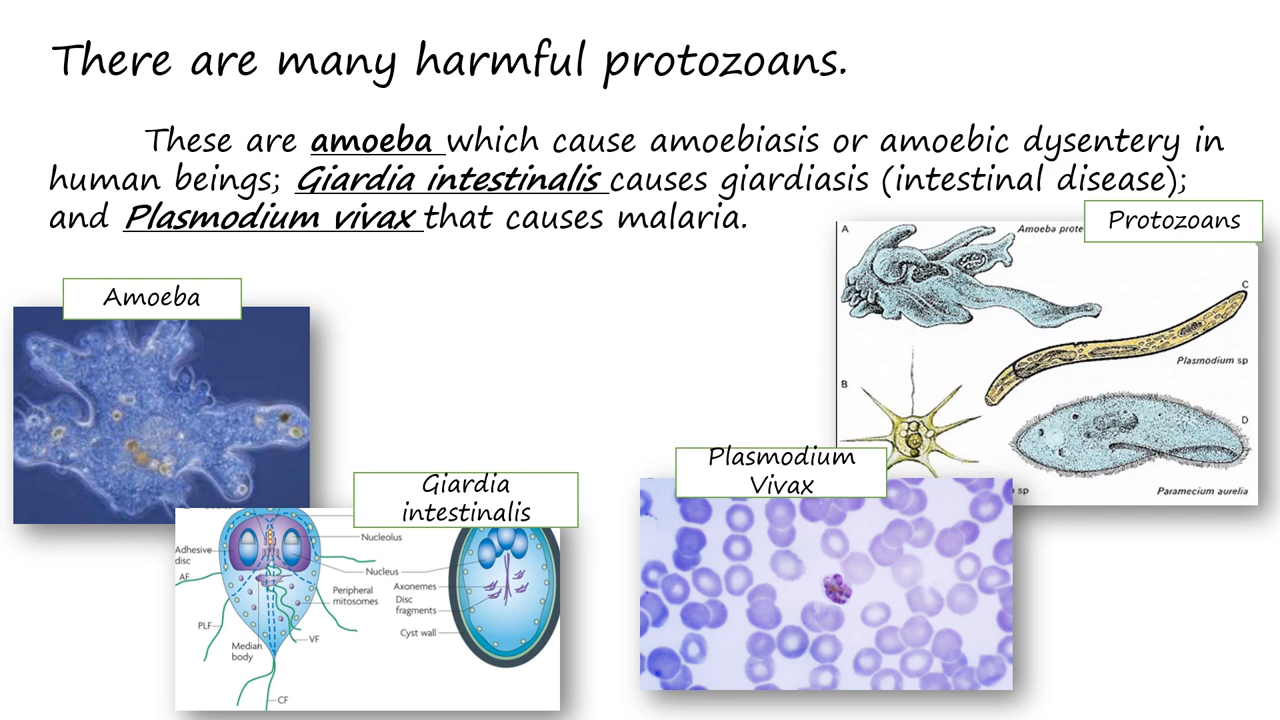 There are many harmful protozoans.
These are amoeba which cause amoebiasis or amoebic dysentery in
human beings; Giardia intestinalis causes giardiasis (intestinal disease);
and Plasmodium vivax that causes malaria.
Protozoans
A
Amoeba prote
C
Plasmodium sp
B
D
sp
Paramecium aurelia
Amoeba
Giardia
intestinalis
Nucleolus
Adhesive
disc
Nucleus
AF
Peripheral
mitosomes
Axonemes
Disc
fragments
PLF
VF
Cyst wall
Median
body
CF
Plasmodium
Vivax